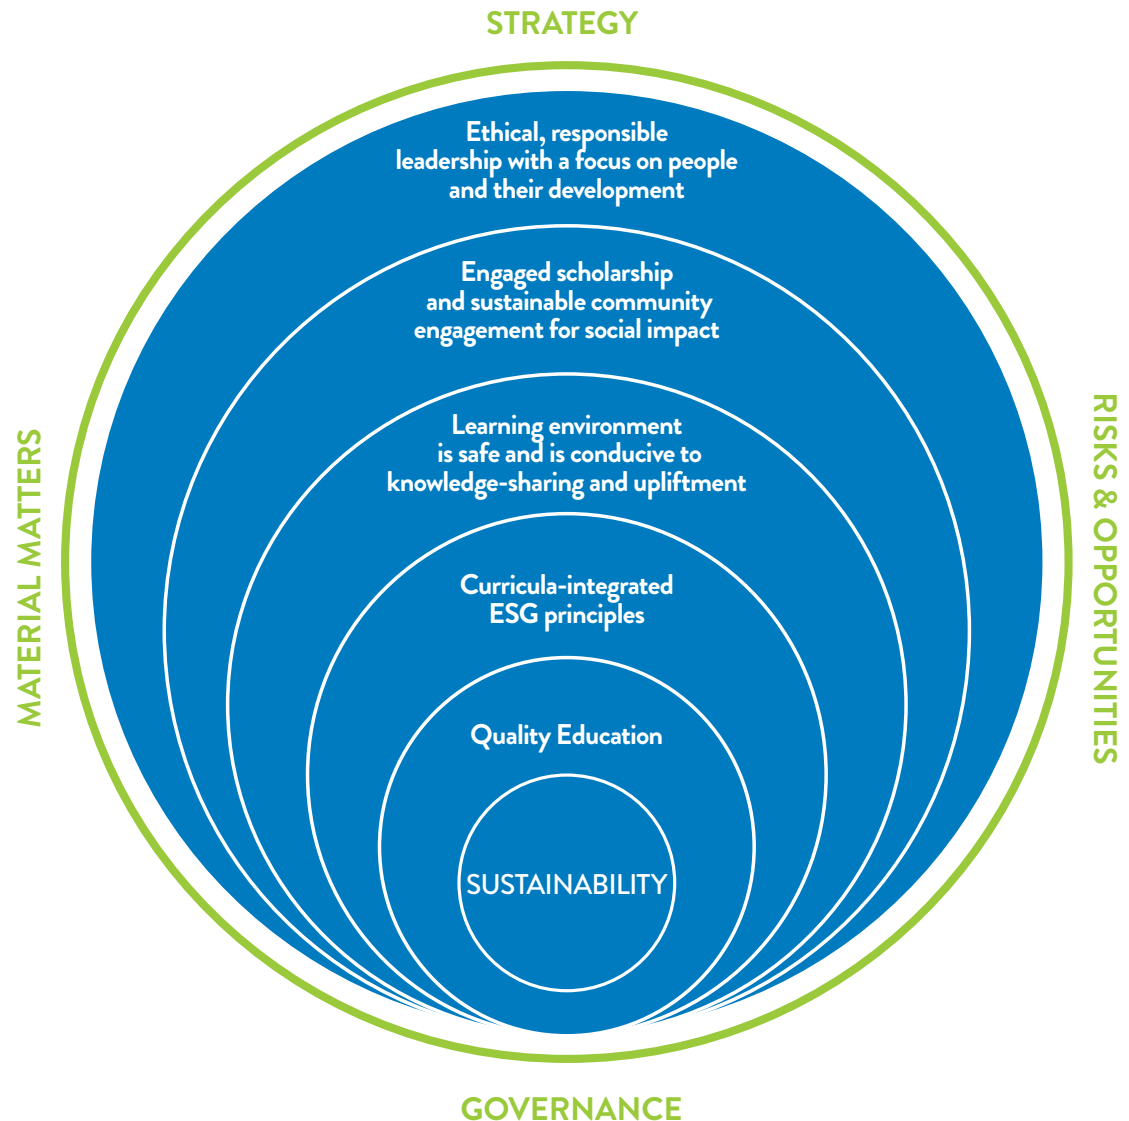 STRATEGY
Ethical, responsible
leadership with a focus on people
and their development
Engaged scholarship
and sustainable community
engagement for social impact
Learning environment
is safe and is conducive to
knowledge-sharing and upliftment
Curricula-integrated
ESG principles
Quality Education
SUSTAINABILITY
MATERIAL MATTERS
RISKS & OPPORTUNITIES
GOVERNANCE